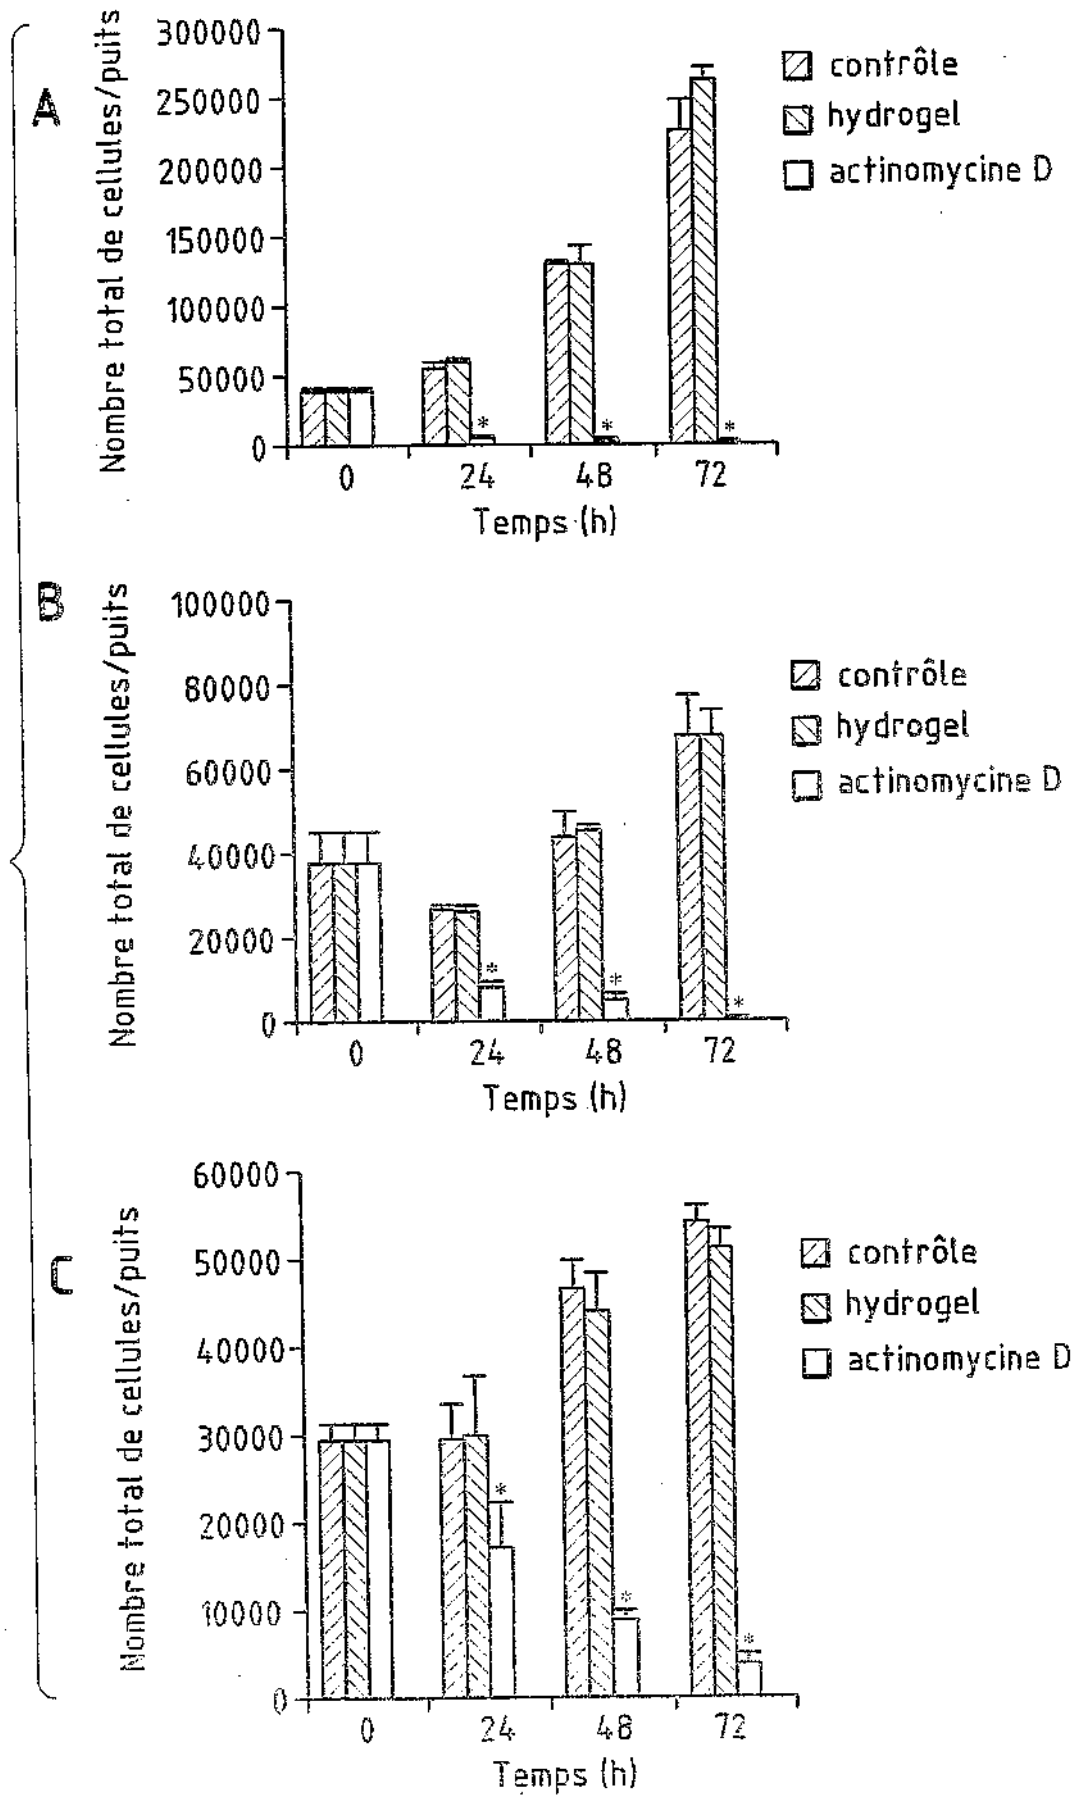 A
Nombre total de cellules/puits
300000
250000
200000
150000
100000
50000
0
contrôle
hydrogel
actinomycine D
*
*
*
0 24 48 72
Temps (h)
B
Nombre total de cellules/puits
100000
80000
60000
40000
20000
0
contrôle
hydrogel
actinomycine D
*
*
*
0 24 48 72
Temps (h)
C
Nombre total de cellules/puits
60000
50000
40000
30000
20000
10000
0
contrôle
hydrogel
actinomycine D
*
*
*
0 24 48 72
Temps (h)